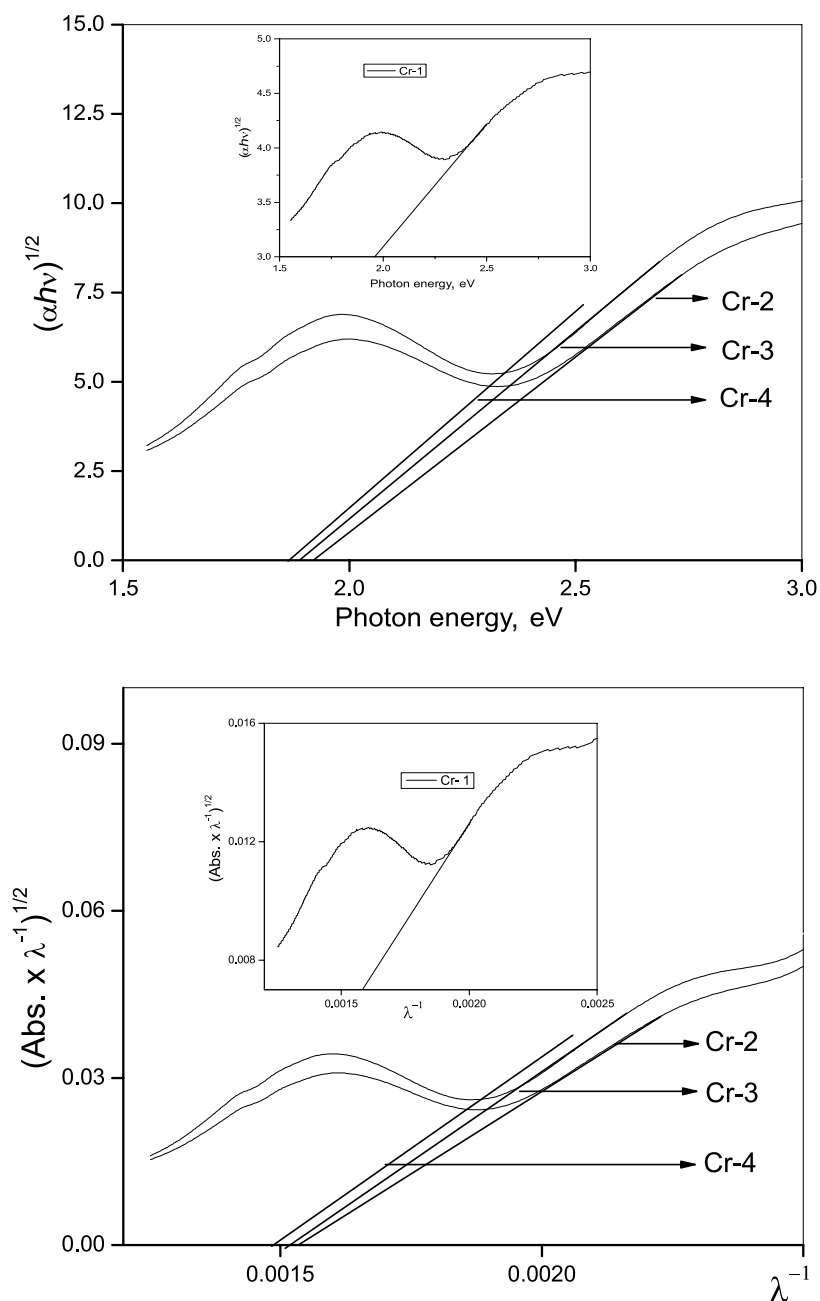 15.0
12.5
10.0
7.5
5.0
2.5
0.0
(αhν)^1/2
1.5
2.0
2.5
3.0
Photon energy, eV
Cr-2
Cr-3
Cr-4
5.0
4.5
4.0
3.5
3.0
(αhν)^1/2
Cr-1
1.5
2.0
2.5
3.0
Photon energy, eV
0.09
0.06
0.03
0.00
(Abs. x λ⁻¹)^1/2
0.0015
0.0020
λ⁻¹
Cr-2
Cr-3
Cr-4
0.016
0.012
0.008
(Abs. x λ⁻¹)^1/2
Cr- 1
0.0015
0.0020
0.0025
λ⁻¹